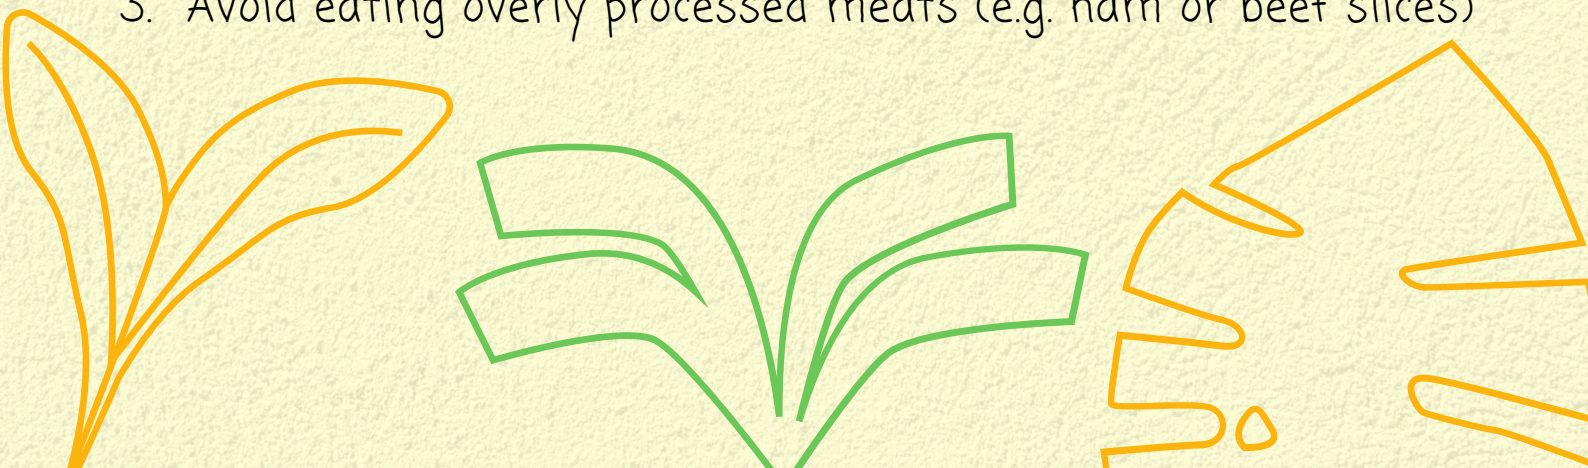 3. Avoid eating overly processed meats (e.g. ham or beef slices)